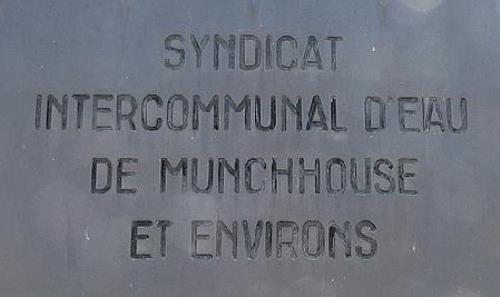 SYNDICAT
INTERCOMMUNAL D'EAU
DE MUNCHHOUSE
ET ENVIRONS